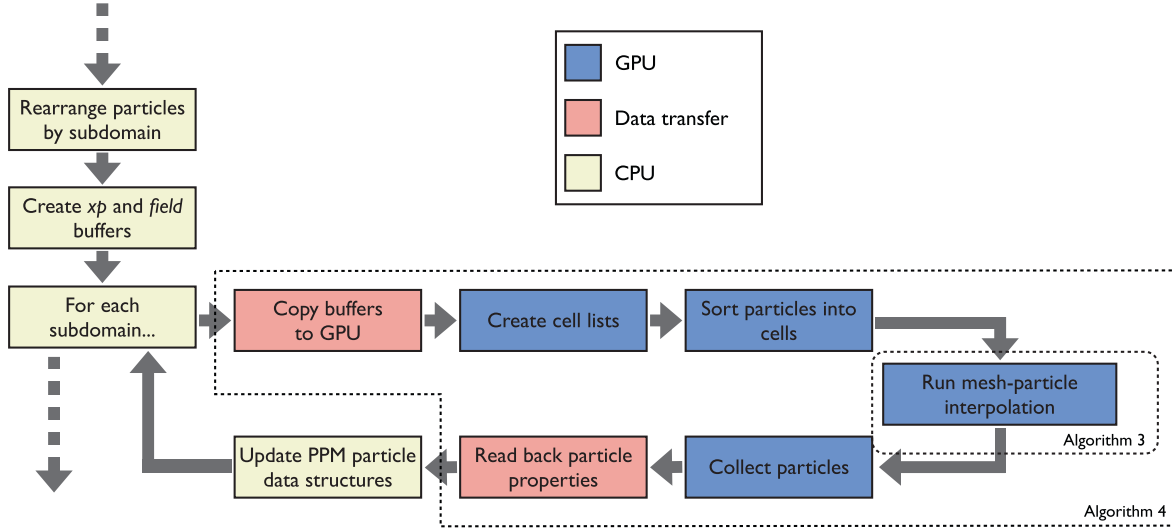 GPU
Data transfer
CPU
Rearrange particles
by subdomain
Create xp and field
buffers
For each
subdomain...
Copy buffers
to GPU
Create cell lists
Sort particles into
cells
Run mesh-particle
interpolation
Algorithm 3
Collect particles
Read back particle
properties
Update PPM particle
data structures
Algorithm 4